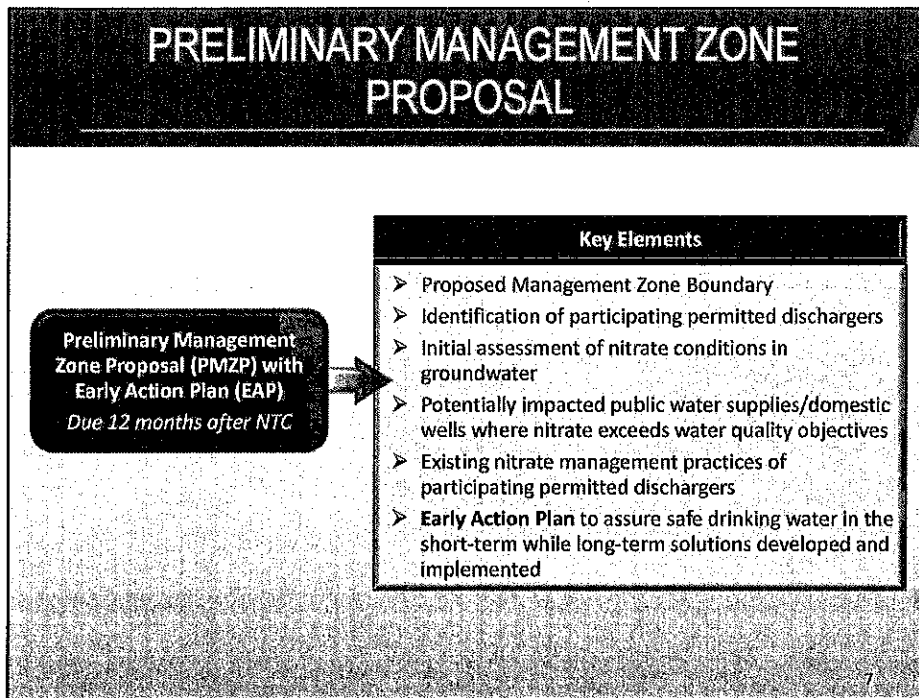 PRELIMINARY MANAGEMENT ZONE
PROPOSAL
Preliminary Management
Zone Proposal (PMZP) with
Early Action Plan (EAP)
Due 12 months after NTC
Key Elements
➤ Proposed Management Zone Boundary
➤ Identification of participating permitted dischargers
➤ Initial assessment of nitrate conditions in
groundwater
➤ Potentially impacted public water supplies/domestic
wells where nitrate exceeds water quality objectives
➤ Existing nitrate management practices of
participating permitted dischargers
➤ Early Action Plan to assure safe drinking water in the
short-term while long-term solutions developed and
implemented
7